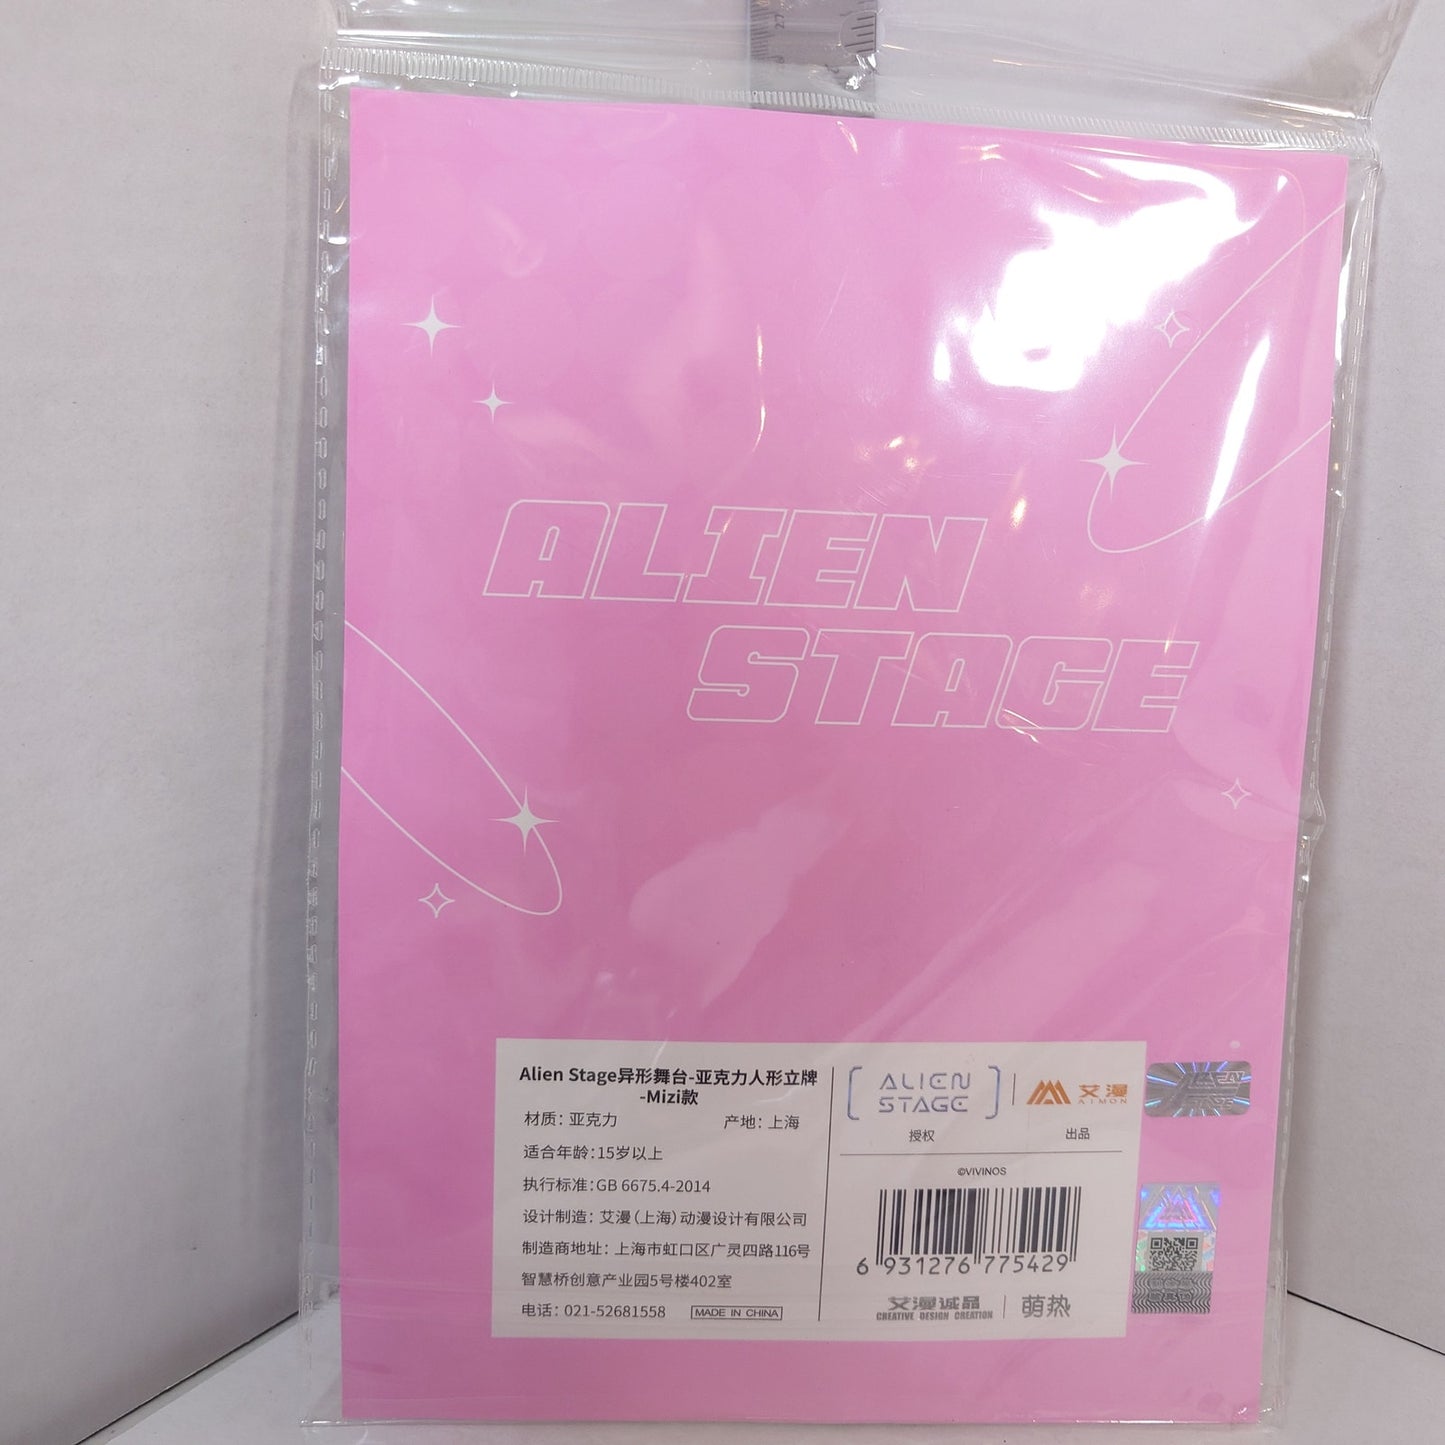 ALIEN
STAGE
Alien Stage异形舞台-亚克力人形立牌
-Mizi款
材质：亚克力 产地：上海
适合年龄：15岁以上
执行标准：GB 6675.4-2014
设计制造：艾漫（上海）动漫设计有限公司
制造商地址：上海市虹口区广灵四路116号
智慧桥创意产业园5号楼402室
电话：021-52681558 MADE IN CHINA
ALIEN
STAGE
授权
艾漫
AIMON
出品
©VIVINOS
6 931276 775429
艾漫诚品
CREATIVE DESIGN CREATION
萌热